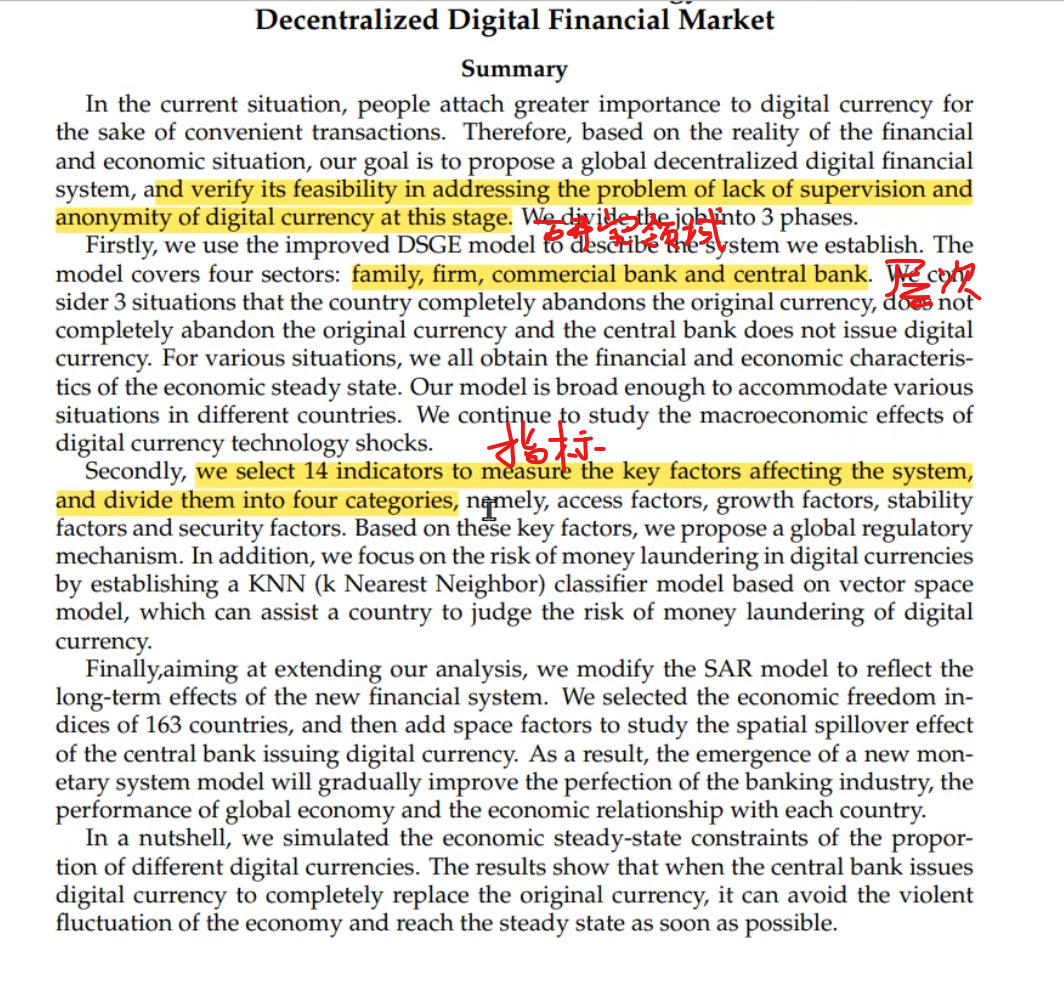 Decentralized Digital Financial Market
Summary
In the current situation, people attach greater importance to digital currency for
the sake of convenient transactions. Therefore, based on the reality of the financial
and economic situation, our goal is to propose a global decentralized digital financial
system, and verify its feasibility in addressing the problem of lack of supervision and
anonymity of digital currency at this stage. We divide the job into 3 phases.
研究领域
Firstly, we use the improved DSGE model to describe the system we establish. The
model covers four sectors: family, firm, commercial bank and central bank. We con-
层次
sider 3 situations that the country completely abandons the original currency, does not
completely abandon the original currency and the central bank does not issue digital
currency. For various situations, we all obtain the financial and economic characteris-
tics of the economic steady state. Our model is broad enough to accommodate various
situations in different countries. We continue to study the macroeconomic effects of
digital currency technology shocks.
指标
Secondly, we select 14 indicators to measure the key factors affecting the system,
and divide them into four categories, namely, access factors, growth factors, stability
factors and security factors. Based on these key factors, we propose a global regulatory
mechanism. In addition, we focus on the risk of money laundering in digital currencies
by establishing a KNN (k Nearest Neighbor) classifier model based on vector space
model, which can assist a country to judge the risk of money laundering of digital
currency.
Finally,aiming at extending our analysis, we modify the SAR model to reflect the
long-term effects of the new financial system. We selected the economic freedom in-
dices of 163 countries, and then add space factors to study the spatial spillover effect
of the central bank issuing digital currency. As a result, the emergence of a new mon-
etary system model will gradually improve the perfection of the banking industry, the
performance of global economy and the economic relationship with each country.
In a nutshell, we simulated the economic steady-state constraints of the propor-
tion of different digital currencies. The results show that when the central bank issues
digital currency to completely replace the original currency, it can avoid the violent
fluctuation of the economy and reach the steady state as soon as possible.